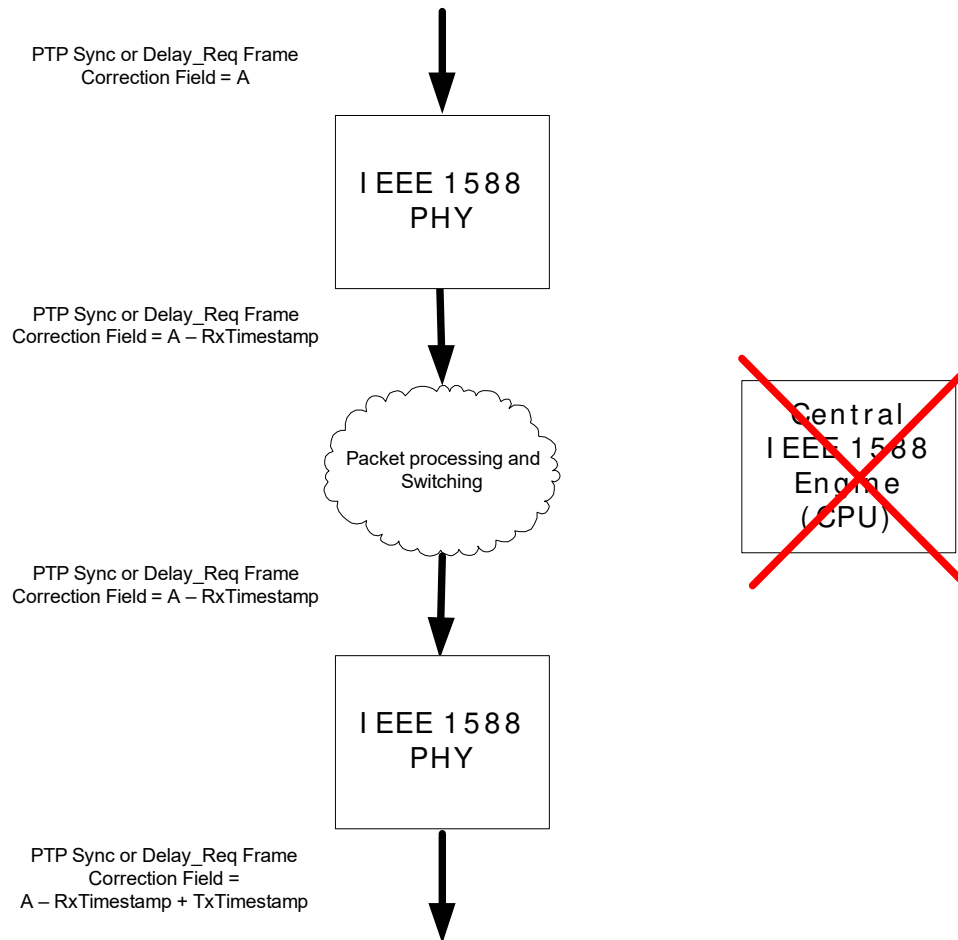 PTP Sync or Delay_Req Frame
Correction Field = A
IEEE 1588
PHY
PTP Sync or Delay_Req Frame
Correction Field = A – RxTimestamp
Packet processing and
Switching
Central
IEEE 1588
Engine
(CPU)
PTP Sync or Delay_Req Frame
Correction Field = A – RxTimestamp
IEEE 1588
PHY
PTP Sync or Delay_Req Frame
Correction Field =
A – RxTimestamp + TxTimestamp